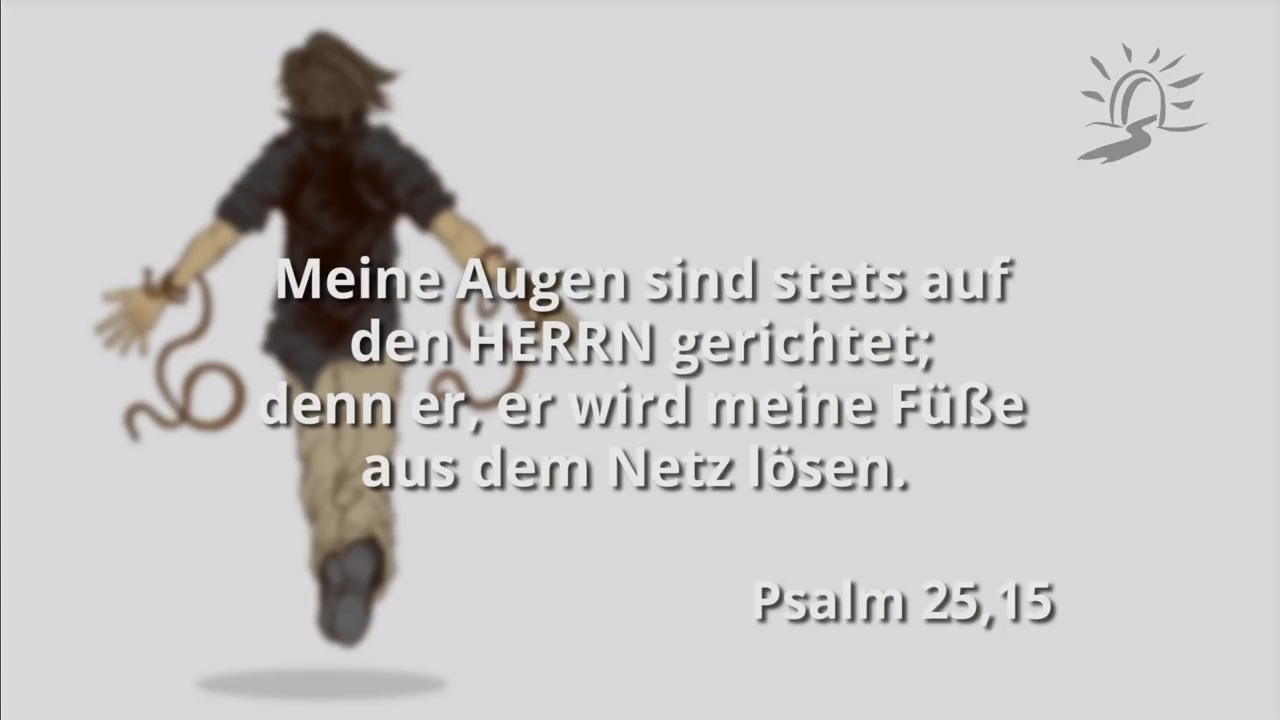 Meine Augen sind stets auf
den HERRN gerichtet;
denn er, er wird meine Füße
aus dem Netz lösen.
Psalm 25,15